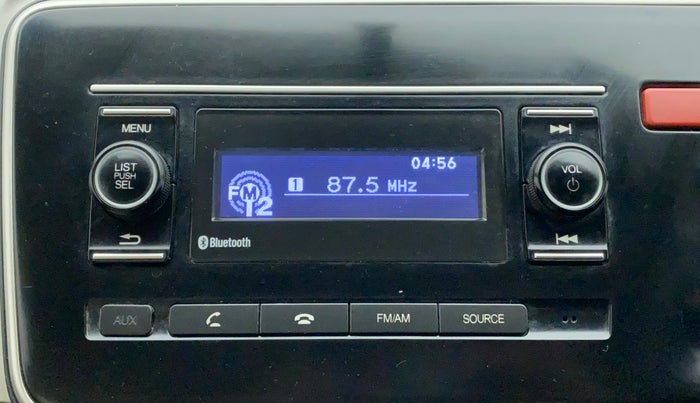 MENU
LIST
PUSH
SEL
04:56
FM
12
1 87.5 MHz
Bluetooth
VOL
AUX
FM/AM
SOURCE